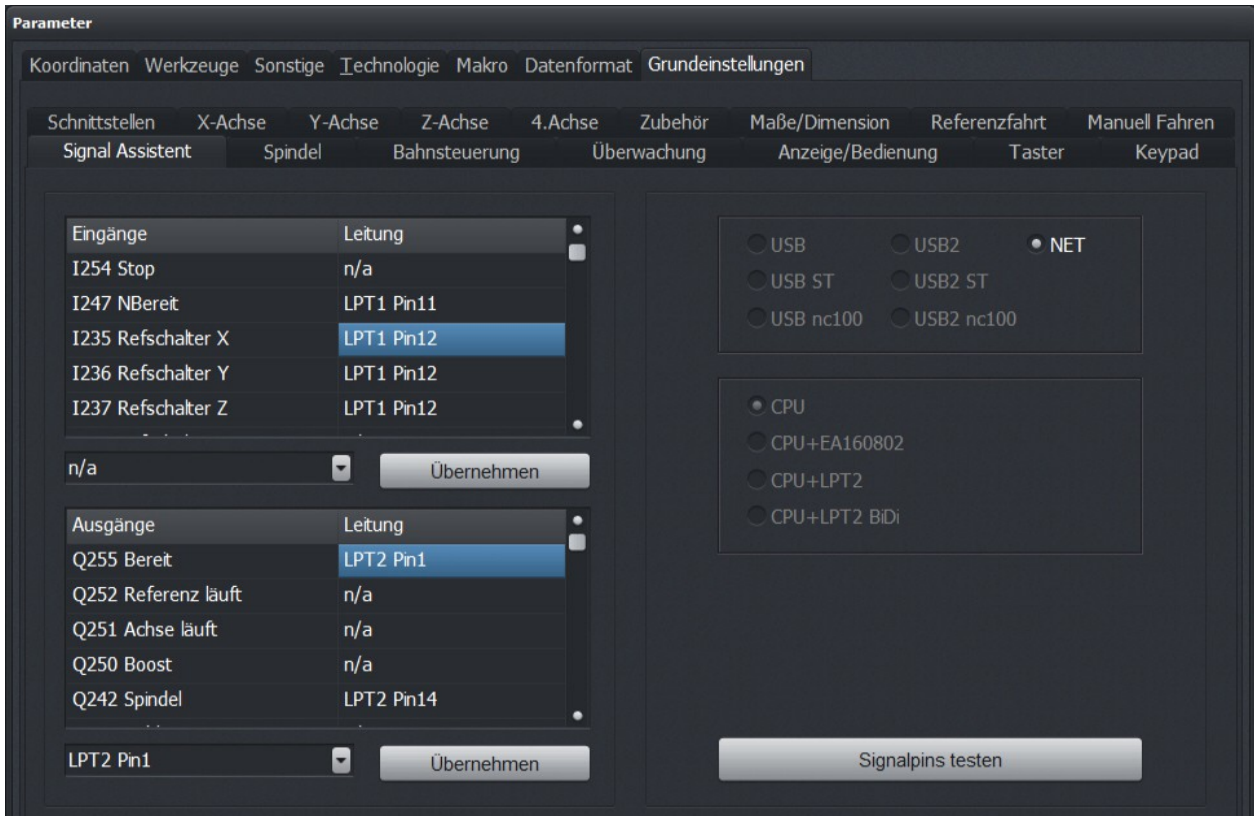 Parameter
Koordinaten Werkzeuge Sonstige Technologie Makro Datenformat Grundeinstellungen
Schnittstellen X-Achse Y-Achse Z-Achse 4.Achse Zubehör Maße/Dimension Referenzfahrt Manuell Fahren
Signal Assistent Spindel Bahnsteuerung Überwachung Anzeige/Bedienung Taster Keypad
Eingänge Leitung
I254 Stop n/a
I247 NBereit LPT1 Pin11
I235 Refschalter X LPT1 Pin12
I236 Refschalter Y LPT1 Pin12
I237 Refschalter Z LPT1 Pin12
n/a Übernehmen
Ausgänge Leitung
Q255 Bereit LPT2 Pin1
Q252 Referenz läuft n/a
Q251 Achse läuft n/a
Q250 Boost n/a
Q242 Spindel LPT2 Pin14
LPT2 Pin1 Übernehmen
USB USB2 NET
USB ST USB2 ST
USB nc100 USB2 nc100
CPU
CPU+EA160802
CPU+LPT2
CPU+LPT2 BiDi
Signalpins testen